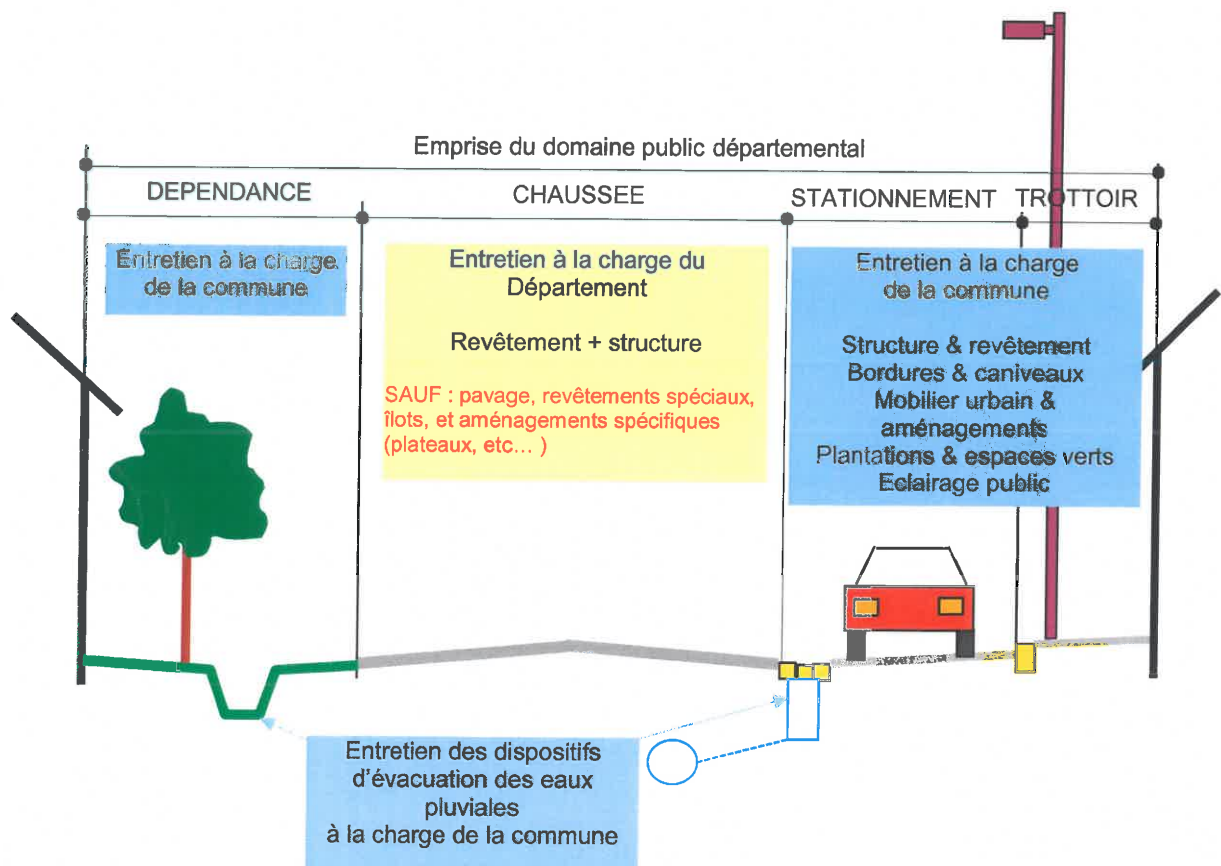 Emprise du domaine public départemental
DEPENDANCE
CHAUSSEE
STATIONNEMENT
TROTTOIR
Entretien à la charge
de la commune
Entretien à la charge du
Département
Revêtement + structure
SAUF : pavage, revêtements spéciaux,
îlots, et aménagements spécifiques
(plateaux, etc... )
Entretien à la charge
de la commune
Structure & revêtement
Bordures & caniveaux
Mobilier urbain &
aménagements
Plantations & espaces verts
Eclairage public
Entretien des dispositifs
d'évacuation des eaux
pluviales
à la charge de la commune